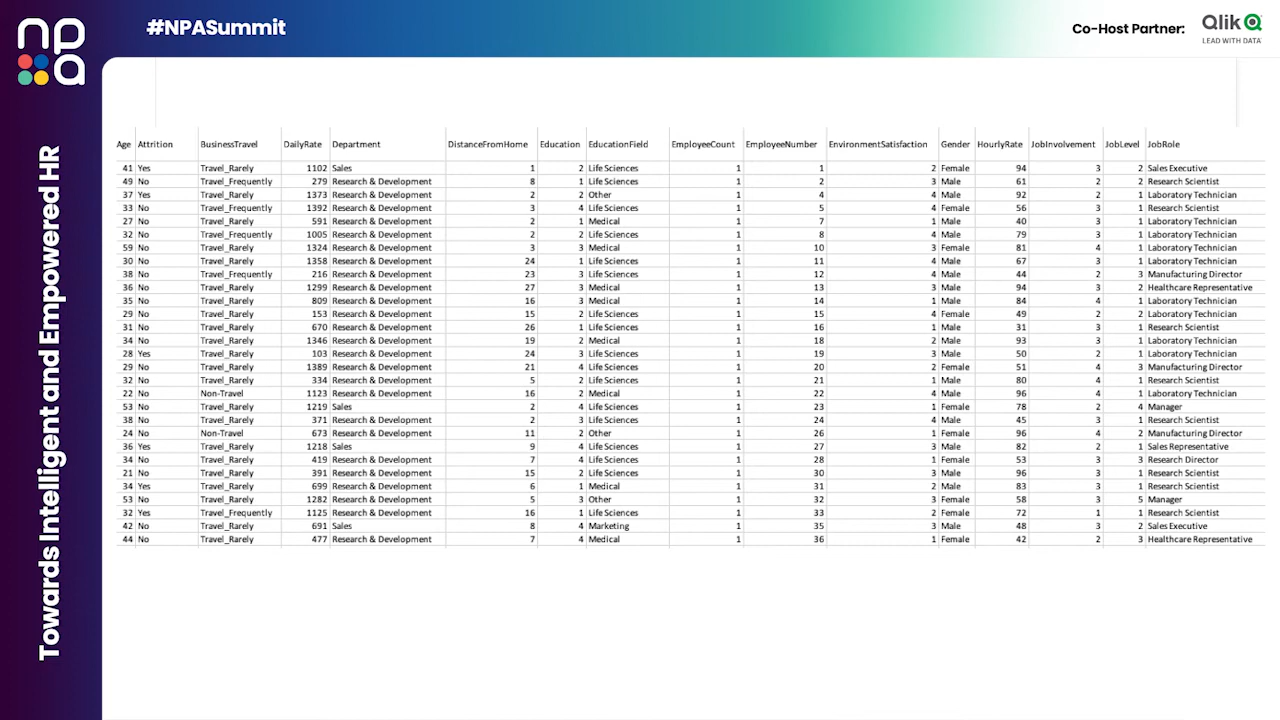 npa
#NPASummit
Co-Host Partner:
Qlik
LEAD WITH DATA
Towards Intelligent and Empowered HR
Age Attrition BusinessTravel DailyRate Department DistanceFromHome Education EducationField EmployeeCount EmployeeNumber EnvironmentSatisfaction Gender HourlyRate JobInvolvement JobLevel JobRole
41 Yes Travel_Rarely 1102 Sales 1 2 Life Sciences 1 1 2 Female 94 3 2 Sales Executive
49 No Travel_Frequently 279 Research & Development 8 1 Life Sciences 1 2 3 Male 61 2 2 Research Scientist
37 Yes Travel_Rarely 1373 Research & Development 2 2 Other 1 4 4 Male 92 2 1 Laboratory Technician
33 No Travel_Frequently 1392 Research & Development 3 4 Life Sciences 1 5 4 Female 56 3 1 Research Scientist
27 No Travel_Rarely 591 Research & Development 2 1 Medical 1 7 1 Male 40 3 1 Laboratory Technician
32 No Travel_Frequently 1005 Research & Development 2 2 Life Sciences 1 8 4 Male 79 3 1 Laboratory Technician
59 No Travel_Rarely 1324 Research & Development 3 3 Medical 1 10 3 Female 81 4 1 Laboratory Technician
30 No Travel_Rarely 1358 Research & Development 24 1 Life Sciences 1 11 4 Male 67 3 1 Laboratory Technician
38 No Travel_Frequently 216 Research & Development 23 3 Life Sciences 1 12 4 Male 44 2 3 Manufacturing Director
36 No Travel_Rarely 1299 Research & Development 27 3 Medical 1 13 3 Male 94 3 2 Healthcare Representative
35 No Travel_Rarely 809 Research & Development 16 3 Medical 1 14 1 Male 84 4 1 Laboratory Technician
29 No Travel_Rarely 153 Research & Development 15 2 Life Sciences 1 15 4 Female 49 2 2 Laboratory Technician
31 No Travel_Rarely 670 Research & Development 26 1 Life Sciences 1 16 1 Male 31 3 1 Research Scientist
34 No Travel_Rarely 1346 Research & Development 19 2 Medical 1 18 2 Male 93 3 1 Laboratory Technician
28 Yes Travel_Rarely 103 Research & Development 24 3 Life Sciences 1 19 3 Male 50 2 1 Laboratory Technician
29 No Travel_Rarely 1389 Research & Development 21 4 Life Sciences 1 20 2 Female 51 4 3 Manufacturing Director
32 No Travel_Rarely 334 Research & Development 5 2 Life Sciences 1 21 1 Male 80 4 1 Research Scientist
22 No Non-Travel 1123 Research & Development 16 2 Medical 1 22 4 Male 96 4 1 Laboratory Technician
53 No Travel_Rarely 1219 Sales 2 4 Life Sciences 1 23 1 Female 78 2 4 Manager
38 No Travel_Rarely 371 Research & Development 2 3 Life Sciences 1 24 4 Male 45 3 1 Research Scientist
24 No Non-Travel 673 Research & Development 11 2 Other 1 26 1 Female 96 4 2 Manufacturing Director
36 Yes Travel_Rarely 1218 Sales 9 4 Life Sciences 1 27 3 Male 82 2 1 Sales Representative
34 No Travel_Rarely 419 Research & Development 7 4 Life Sciences 1 28 1 Female 53 3 3 Research Director
21 No Travel_Rarely 391 Research & Development 15 2 Life Sciences 1 30 3 Male 96 3 1 Research Scientist
34 Yes Travel_Rarely 699 Research & Development 6 1 Medical 1 31 2 Male 83 3 1 Research Scientist
53 No Travel_Rarely 1282 Research & Development 5 3 Other 1 32 3 Female 58 3 5 Manager
32 Yes Travel_Frequently 1125 Research & Development 16 1 Life Sciences 1 33 2 Female 72 1 1 Research Scientist
42 No Travel_Rarely 691 Sales 8 4 Marketing 1 35 3 Male 48 3 2 Sales Executive
44 No Travel_Rarely 477 Research & Development 7 4 Medical 1 36 1 Female 42 2 3 Healthcare Representative